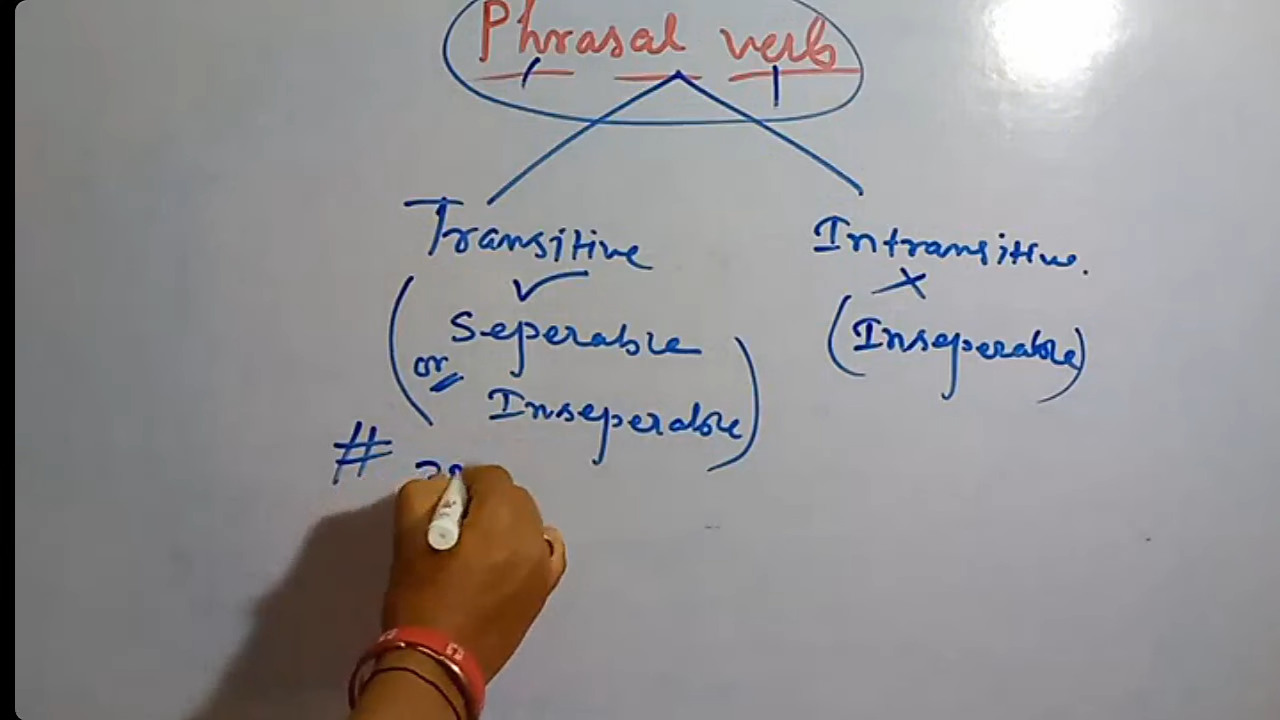 Phrasal verb
Transitive Intransitive.
(Seperable (Inseperable)
or
Inseperable)
#